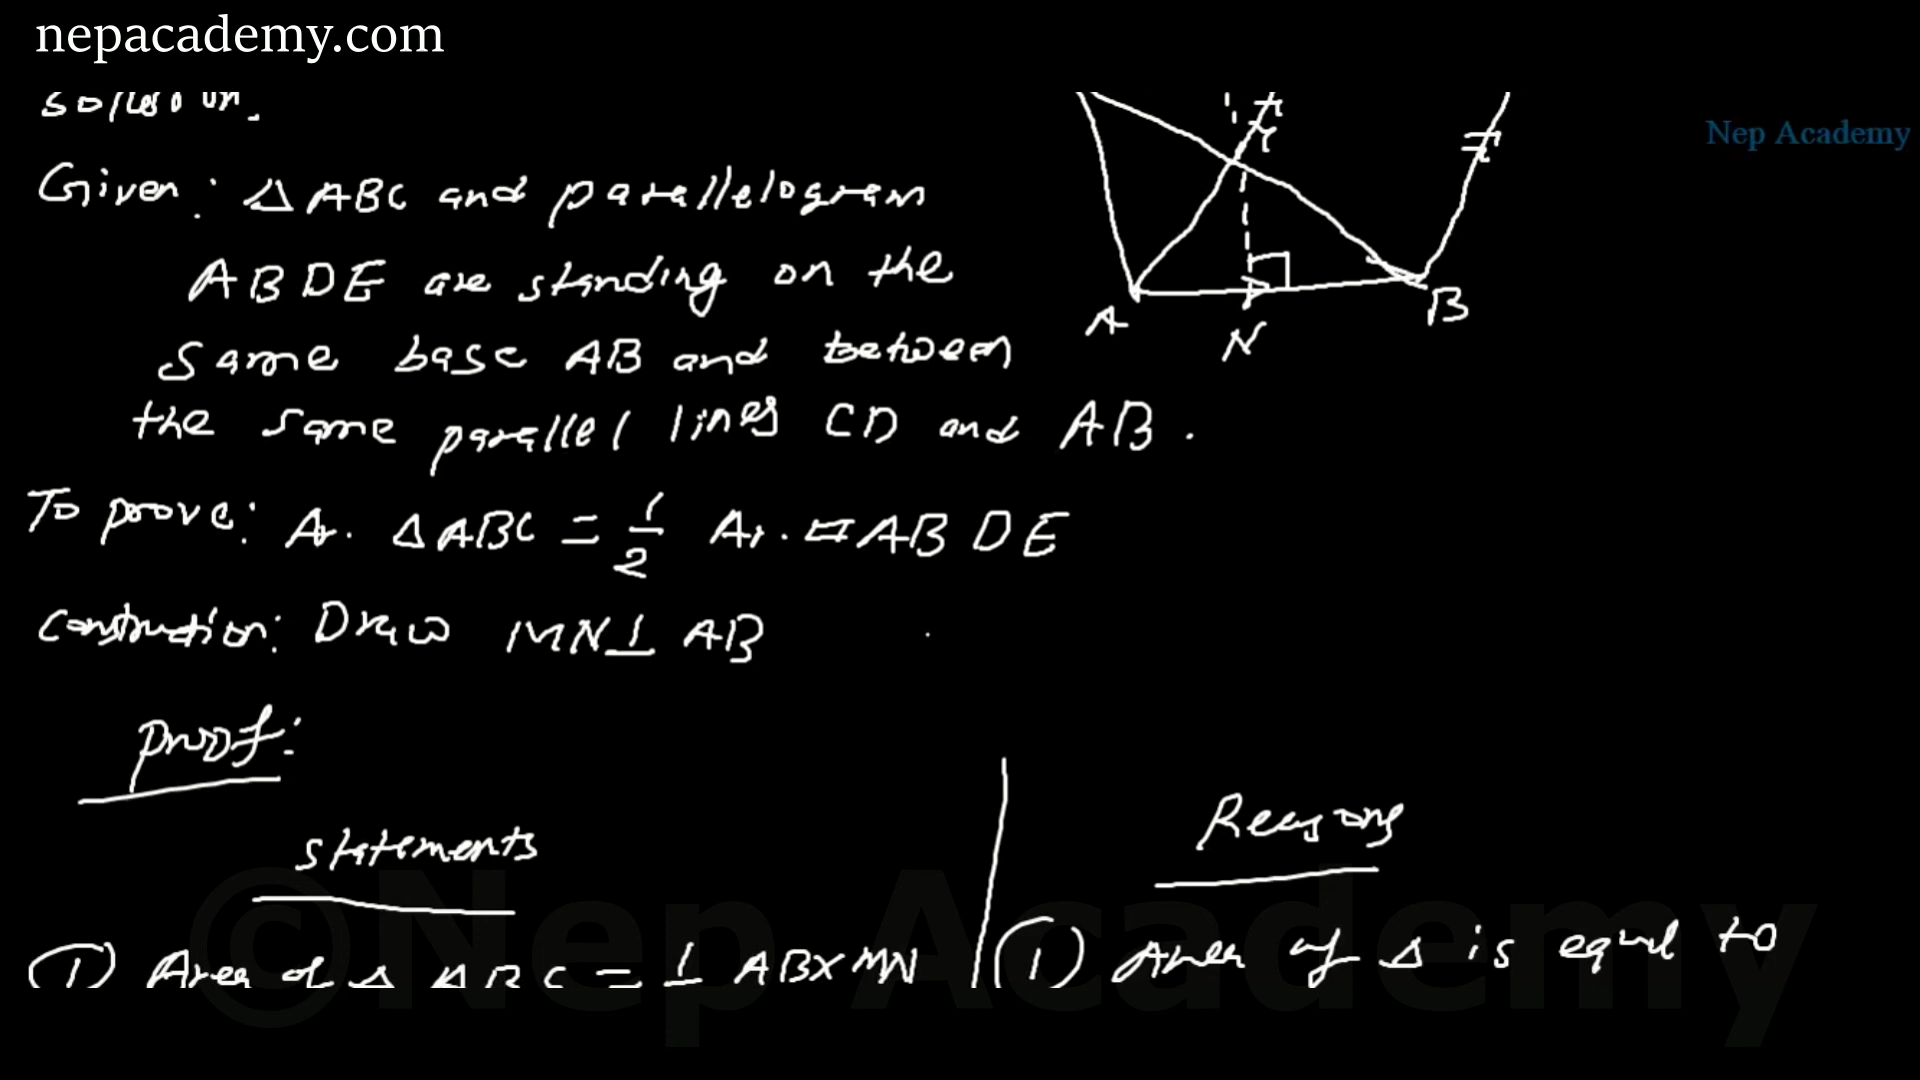 nepacademy.com
Nep Academy
Solution.
Given: △ABC and parallelogram
ABDE are standing on the
same base AB and between
the same parallel lines CD and AB.
To prove: Ar. △ABC = 1/2 Ar. ▱ABDE
Construction: Draw MN⊥AB
A
N
B
Proof:
Statements
Reasons
(1) Area of △ABC = 1 AB×MN
(1) Area of △ is equal to
©Nep Academy